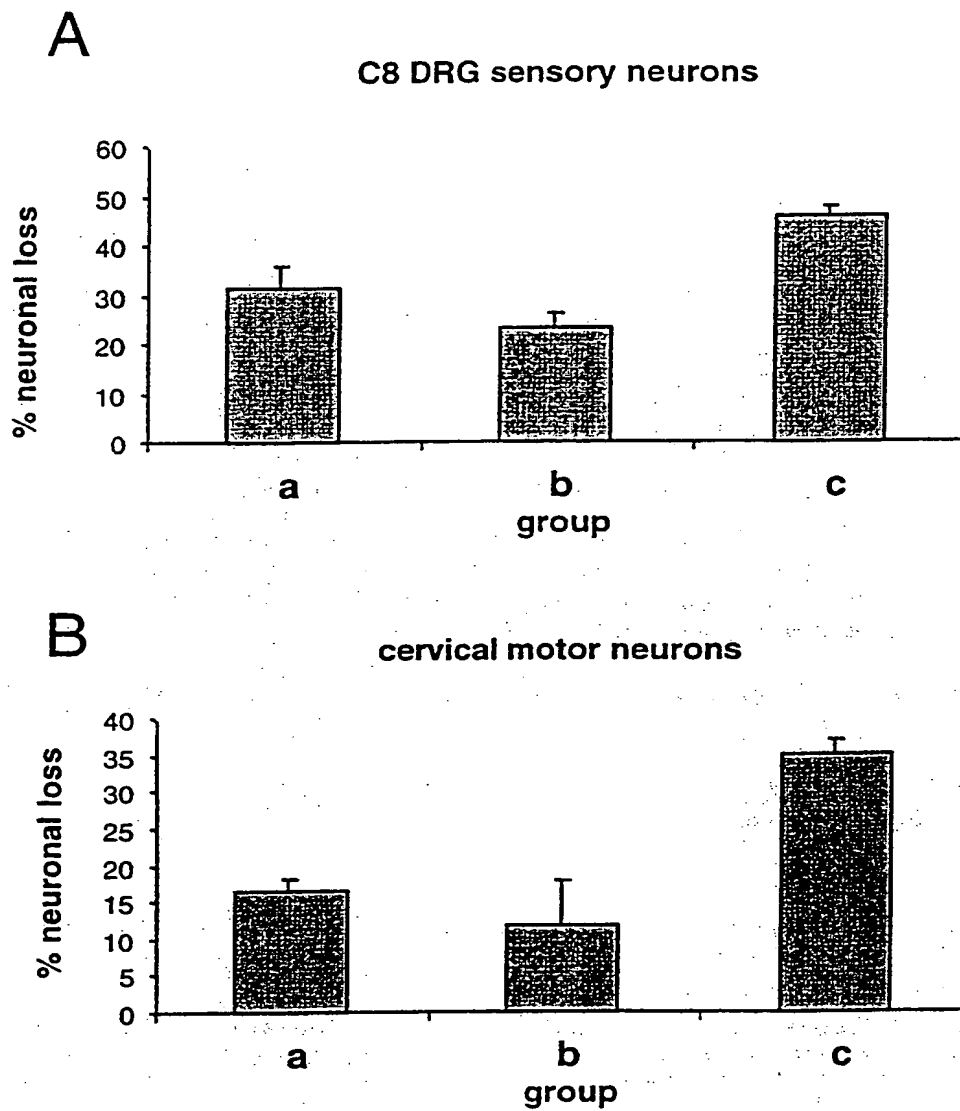 A
C8 DRG sensory neurons
% neuronal loss
60
50
40
30
20
10
0
a b c
group
B
cervical motor neurons
% neuronal loss
40
35
30
25
20
15
10
5
0
a b c
group